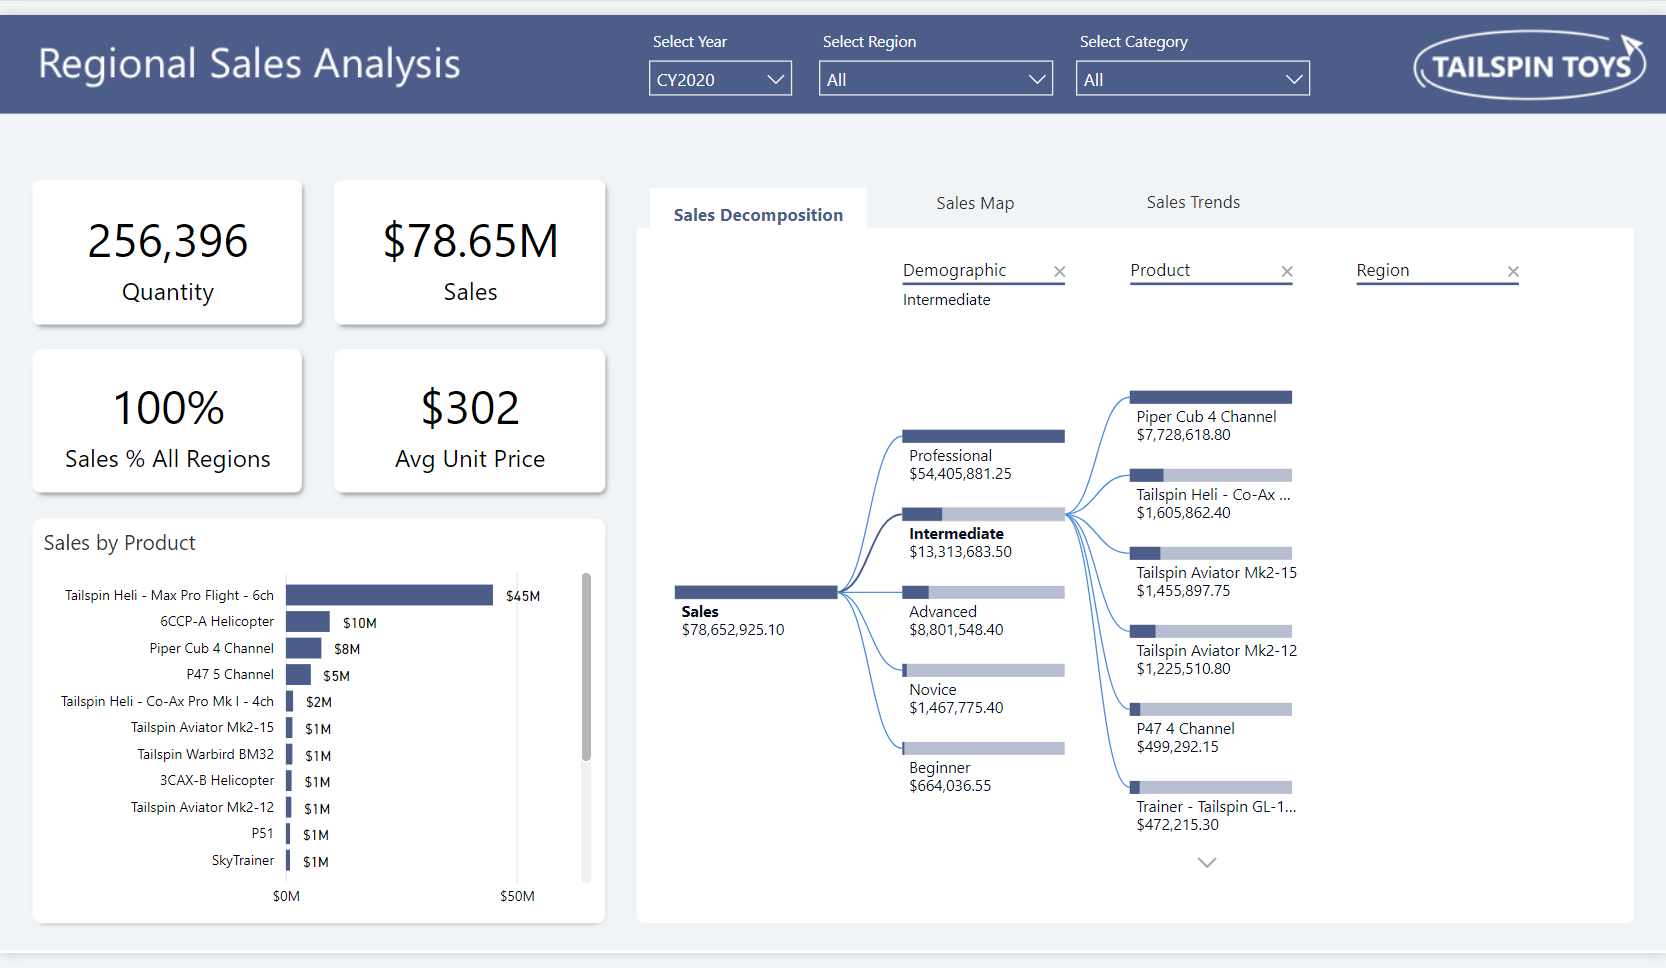 Regional Sales Analysis
Select Year
CY2020
Select Region
All
Select Category
All
TAILSPIN TOYS
256,396
Quantity
$78.65M
Sales
100%
Sales % All Regions
$302
Avg Unit Price
Sales by Product
Tailspin Heli - Max Pro Flight - 6ch $45M
6CCP-A Helicopter $10M
Piper Cub 4 Channel $8M
P47 5 Channel $5M
Tailspin Heli - Co-Ax Pro Mk I - 4ch $2M
Tailspin Aviator Mk2-15 $1M
Tailspin Warbird BM32 $1M
3CAX-B Helicopter $1M
Tailspin Aviator Mk2-12 $1M
P51 $1M
SkyTrainer $1M
$0M $50M
Sales Decomposition
Sales Map
Sales Trends
Demographic
Intermediate
Product
Region
Sales
$78,652,925.10
Professional
$54,405,881.25
Intermediate
$13,313,683.50
Advanced
$8,801,548.40
Novice
$1,467,775.40
Beginner
$664,036.55
Piper Cub 4 Channel
$7,728,618.80
Tailspin Heli - Co-Ax ...
$1,605,862.40
Tailspin Aviator Mk2-15
$1,455,897.75
Tailspin Aviator Mk2-12
$1,225,510.80
P47 4 Channel
$499,292.15
Trainer - Tailspin GL-1...
$472,215.30